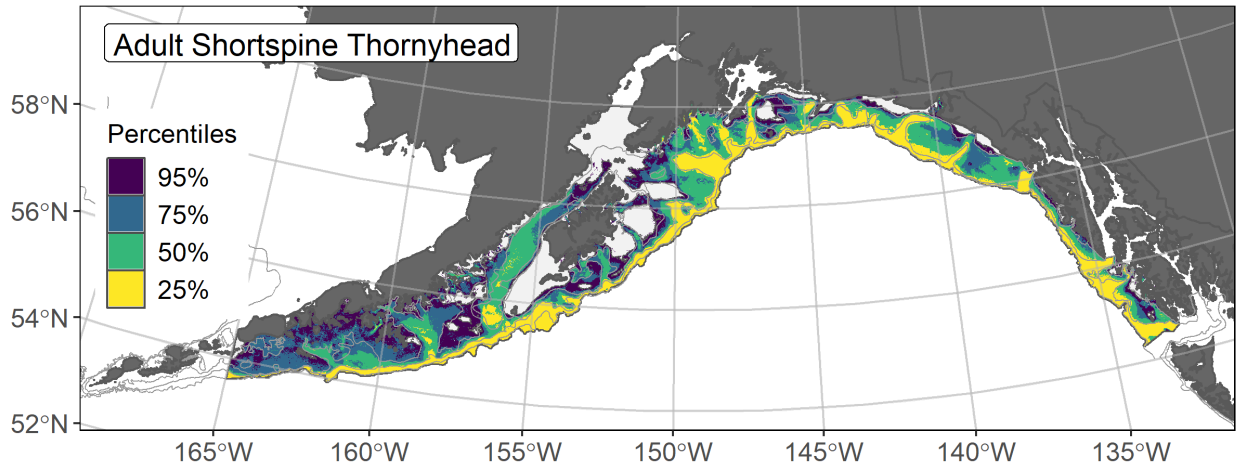 Adult Shortspine Thornyhead
58°N
56°N
54°N
52°N
Percentiles
95%
75%
50%
25%
165°W
160°W
155°W
150°W
145°W
140°W
135°W